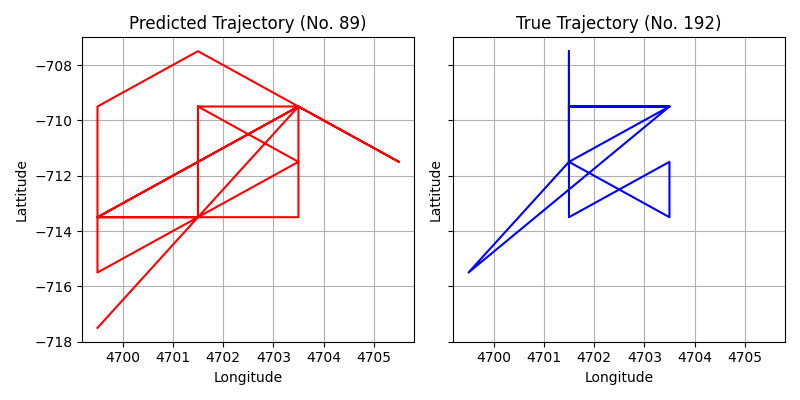 Predicted Trajectory (No. 89)
True Trajectory (No. 192)
−708
−710
−712
−714
−716
−718
Lattitude
Lattitude
4700 4701 4702 4703 4704 4705
4700 4701 4702 4703 4704 4705
Longitude
Longitude